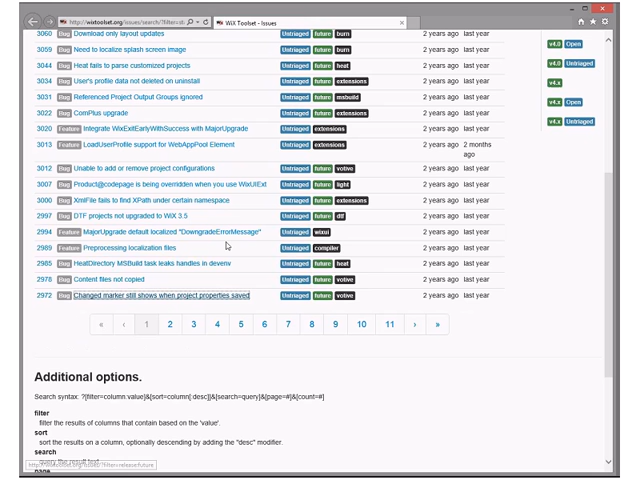 http://wixtoolset.org/issues/search/?filter=st
WiX Toolset - Issues
3060 Bug Download only layout updates Untriaged future burn 2 years ago last year
3059 Bug Need to localize splash screen image Untriaged future burn 2 years ago last year
3044 Bug Heat fails to parse customized projects Untriaged future heat 2 years ago last year
3034 Bug User's profile data not deleted on uninstall Untriaged future extensions 2 years ago last year
3031 Bug Referenced Project Output Groups ignored Untriaged future msbuild 2 years ago last year
3022 Bug ComPlus upgrade Untriaged future extensions 2 years ago last year
3020 Feature Integrate WixExitEarlyWithSuccess with MajorUpgrade Untriaged extensions 2 years ago last year
3013 Feature LoadUserProfile support for WebAppPool Element Untriaged extensions 2 years ago 2 months
ago
3012 Bug Unable to add or remove project configurations Untriaged future votive 2 years ago last year
3007 Bug Product@codepage is being overridden when you use WixUIExt Untriaged future light 2 years ago last year
3000 Bug XmlFile fails to find XPath under certain namespace Untriaged future extensions 2 years ago last year
2997 Bug DTF projects not upgraded to WiX 3.5 Untriaged future dtf 2 years ago last year
2994 Feature MajorUpgrade default localized "DowngradeErrorMessage" Untriaged wixui 2 years ago last year
2989 Feature Preprocessing localization files Untriaged compiler 2 years ago last year
2985 Bug HeatDirectory MSBuild task leaks handles in devenv Untriaged future heat 2 years ago last year
2978 Bug Content files not copied Untriaged future votive 2 years ago last year
2972 Bug Changed marker still shows when project properties saved Untriaged future votive 2 years ago last year
v4.0 Open
v4.0 Untriaged
v4.x
v4.x Open
v4.x Untriaged
« ‹ 1 2 3 4 5 6 7 8 9 10 11 › »
Additional options.
Search syntax: ?[filter=column:value]&[sort=column[:desc]]&[search=query]&[page=#]&[count=#]
filter
filter the results of columns that contain based on the 'value'.
sort
sort the results on a column, optionally descending by adding the "desc" modifier.
search
http://wixtoolset.org/issues/?filter=release:future
page